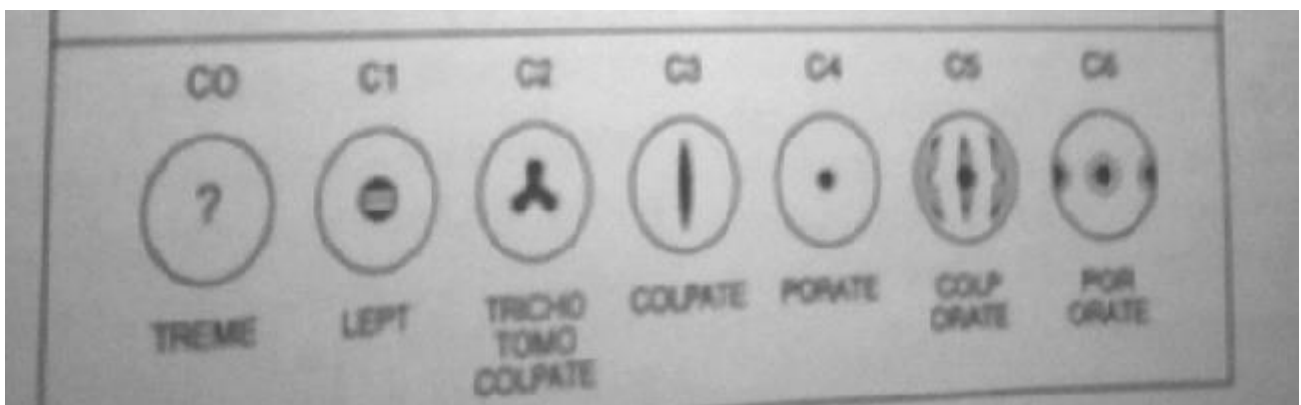 C0 C1 C2 C3 C4 C5 C6
?
TREME LEPT TRICHO TOMO COLPATE COLPATE PORATE COLP ORATE POR ORATE